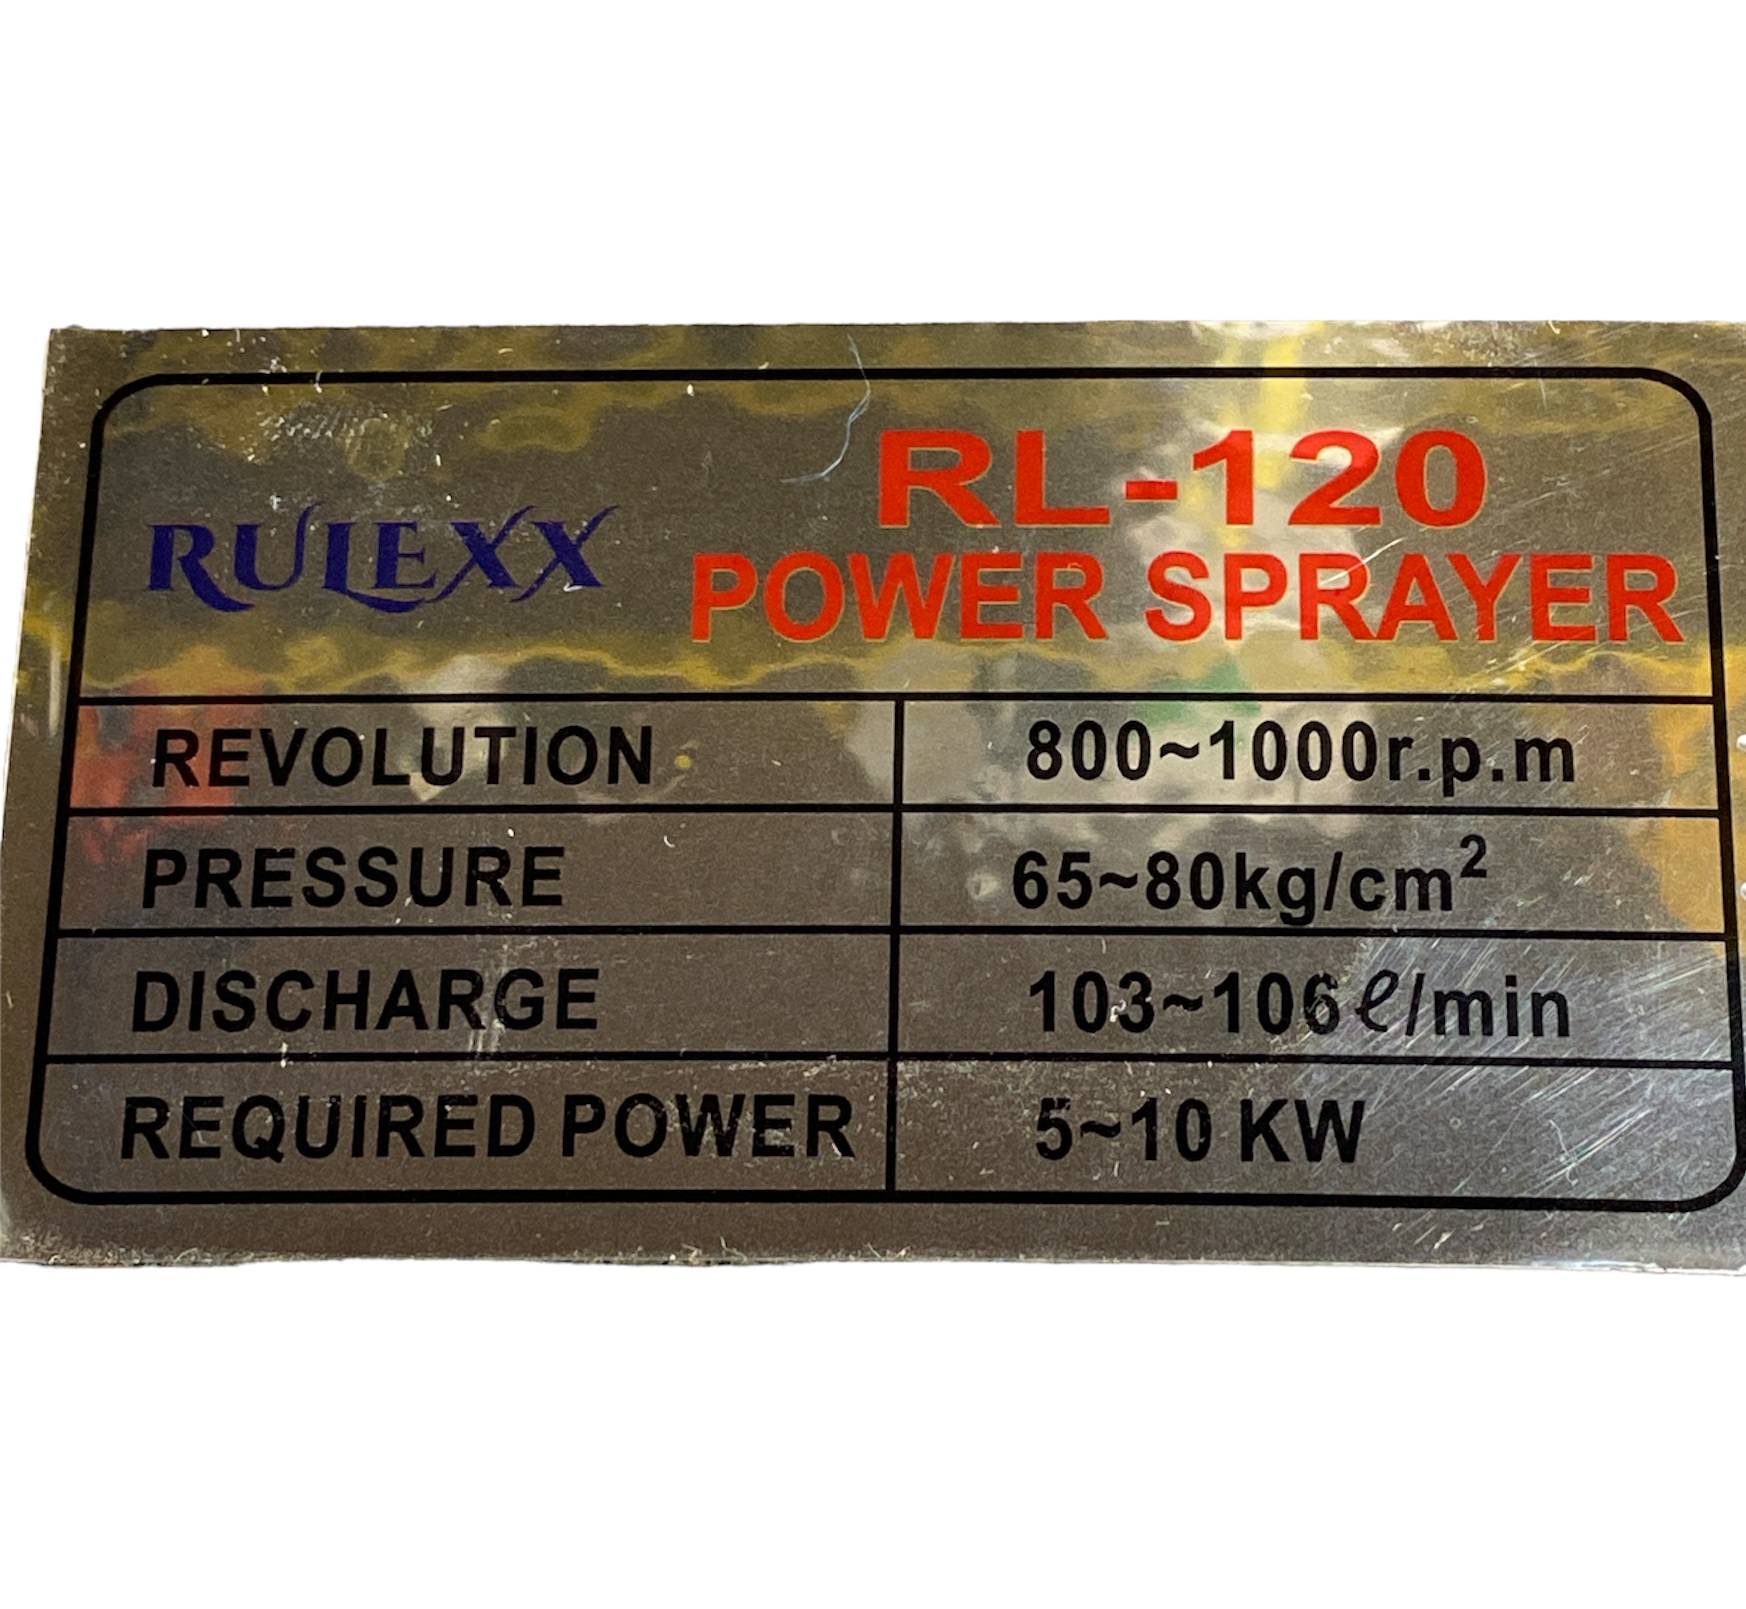 RULEXX
RL-120
POWER SPRAYER
REVOLUTION 800~1000r.p.m
PRESSURE 65~80kg/cm²
DISCHARGE 103~106ℓ/min
REQUIRED POWER 5~10 KW